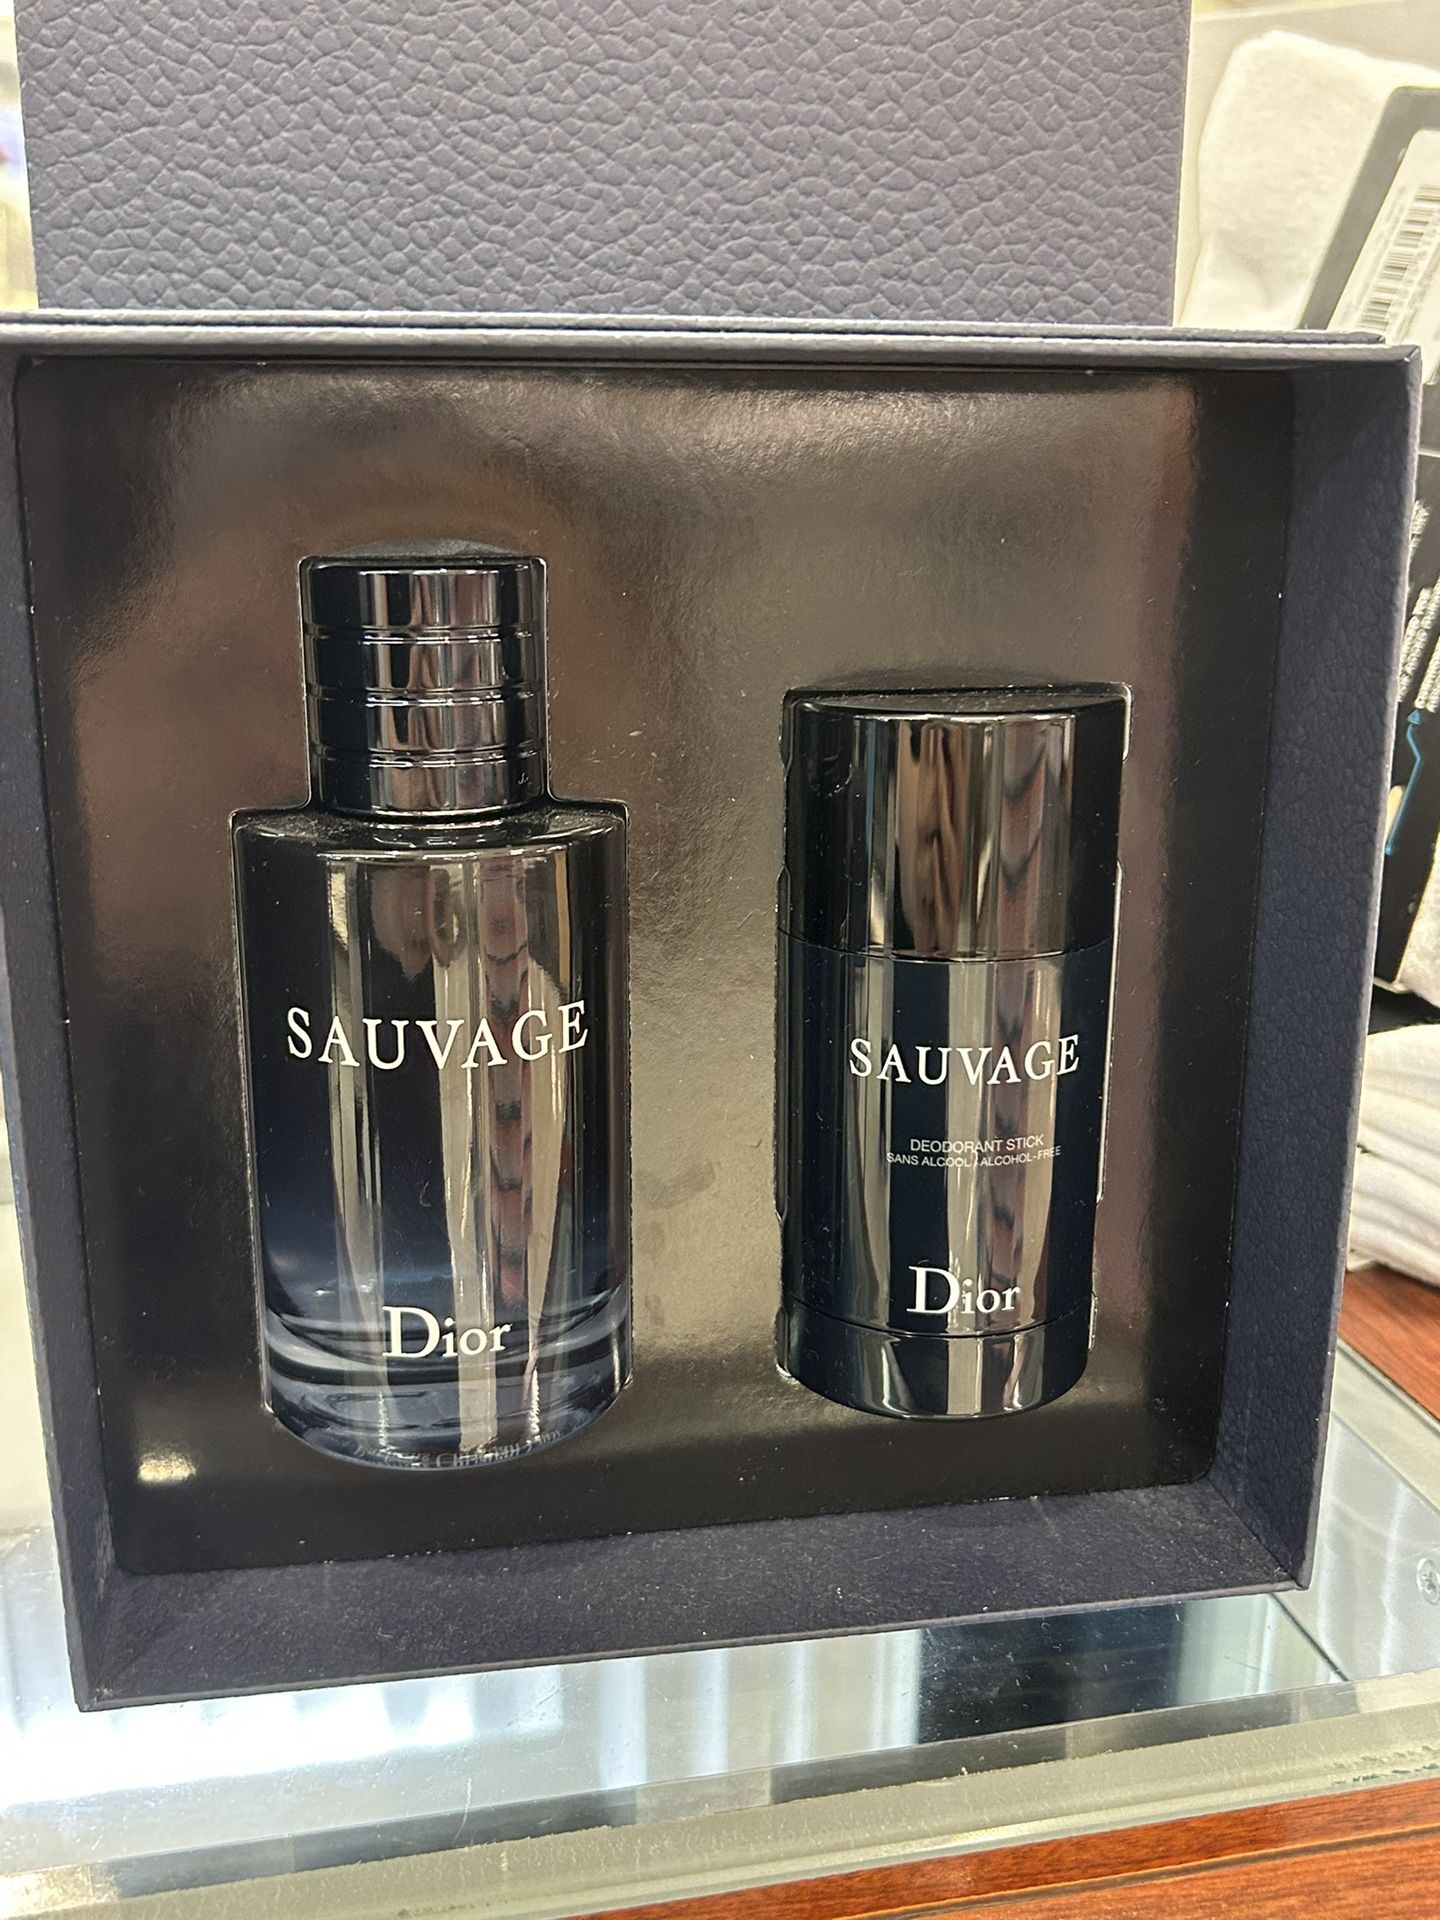 SAUVAGE
Dior
SAUVAGE
DEODORANT STICK
SANS ALCOOL / ALCOHOL-FREE
Dior